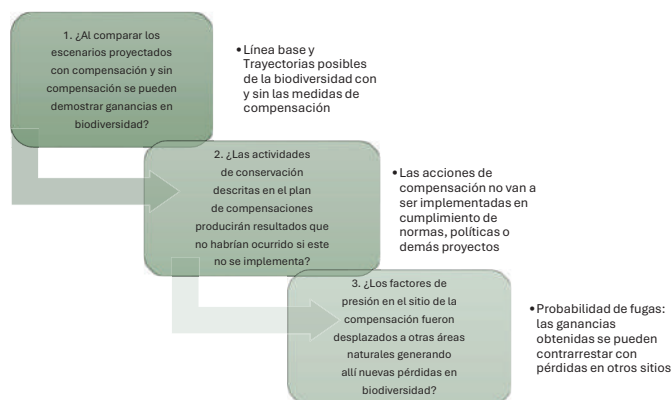 1. ¿Al comparar los
escenarios proyectados
con compensación y sin
compensación se pueden
demostrar ganancias en
biodiversidad?
• Línea base y
Trayectorias posibles
de la biodiversidad con
y sin las medidas de
compensación
2. ¿Las actividades
de conservación
descritas en el plan
de compensaciones
producirán resultados que
no habrían ocurrido si este
no se implementa?
• Las acciones de
compensación no van a
ser implementadas en
cumplimiento de
normas, políticas o
demás proyectos
3. ¿Los factores de
presión en el sitio de la
compensación fueron
desplazados a otras áreas
naturales generando
allí nuevas pérdidas en
biodiversidad?
• Probabilidad de fugas:
las ganancias
obtenidas se pueden
contrarrestar con
pérdidas en otros sitios